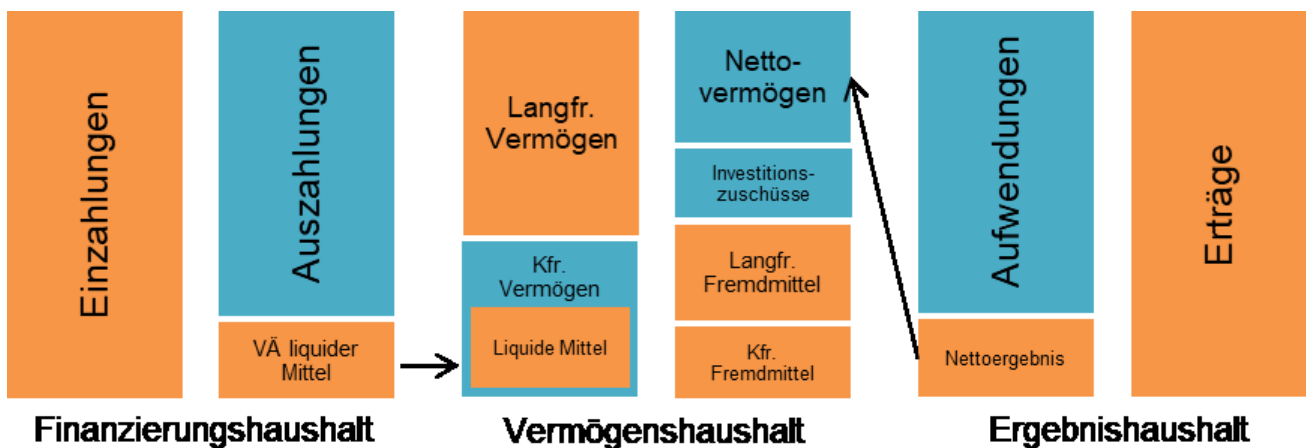 Einzahlungen
Auszahlungen
VÄ liquider
Mittel
Finanzierungshaushalt
Langfr.
Vermögen
Kfr.
Vermögen
Liquide Mittel
Netto-
vermögen
Investitions-
zuschüsse
Langfr.
Fremdmittel
Kfr.
Fremdmittel
Vermögenshaushalt
Aufwendungen
Nettoergebnis
Erträge
Ergebnishaushalt